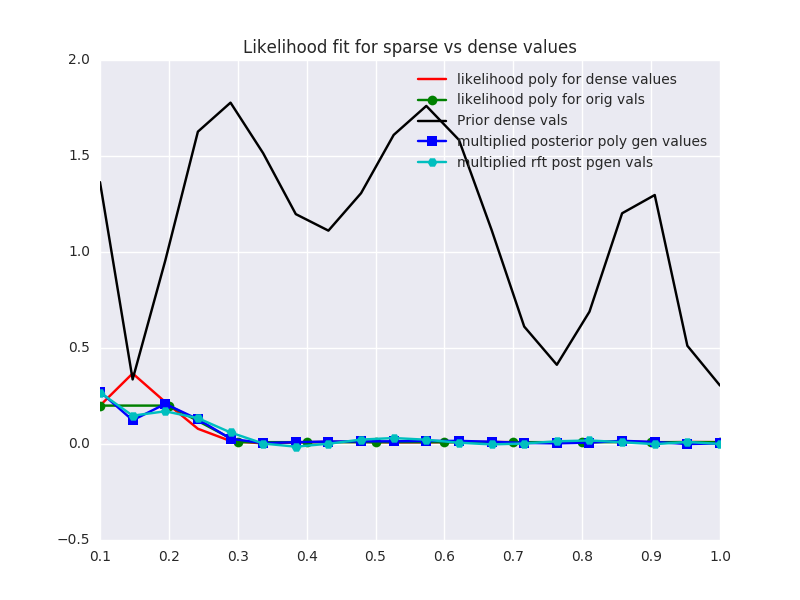 Likelihood fit for sparse vs dense values
2.0
likelihood poly for dense values
likelihood poly for orig vals
Prior dense vals
multiplied posterior poly gen values
multiplied rft post pgen vals
1.5
1.0
0.5
0.0
−0.5
0.1 0.2 0.3 0.4 0.5 0.6 0.7 0.8 0.9 1.0